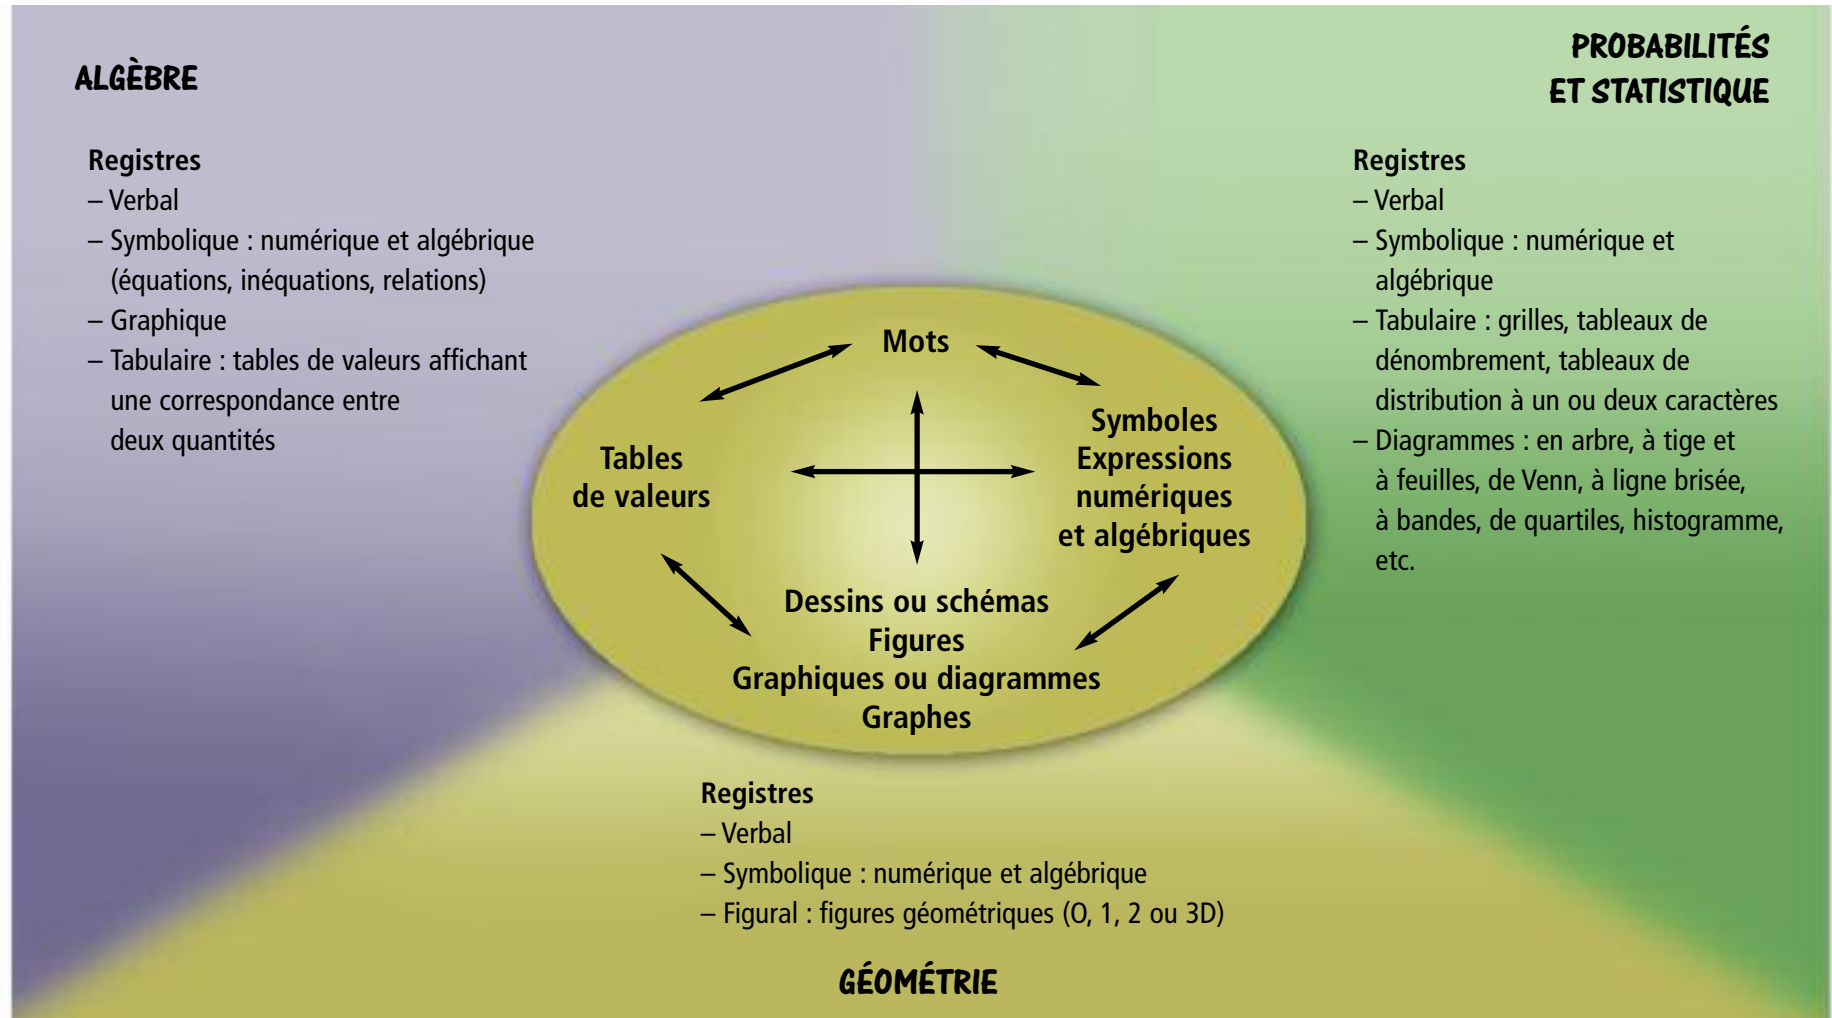 ALGÈBRE
Registres
– Verbal
– Symbolique : numérique et algébrique
(équations, inéquations, relations)
– Graphique
– Tabulaire : tables de valeurs affichant
une correspondance entre
deux quantités
PROBABILITÉS
ET STATISTIQUE
Registres
– Verbal
– Symbolique : numérique et
algébrique
– Tabulaire : grilles, tableaux de
dénombrement, tableaux de
distribution à un ou deux caractères
– Diagrammes : en arbre, à tige et
à feuilles, de Venn, à ligne brisée,
à bandes, de quartiles, histogramme,
etc.
Mots
Tables
de valeurs
Symboles
Expressions
numériques
et algébriques
Dessins ou schémas
Figures
Graphiques ou diagrammes
Graphes
Registres
– Verbal
– Symbolique : numérique et algébrique
– Figural : figures géométriques (O, 1, 2 ou 3D)
GÉOMÉTRIE